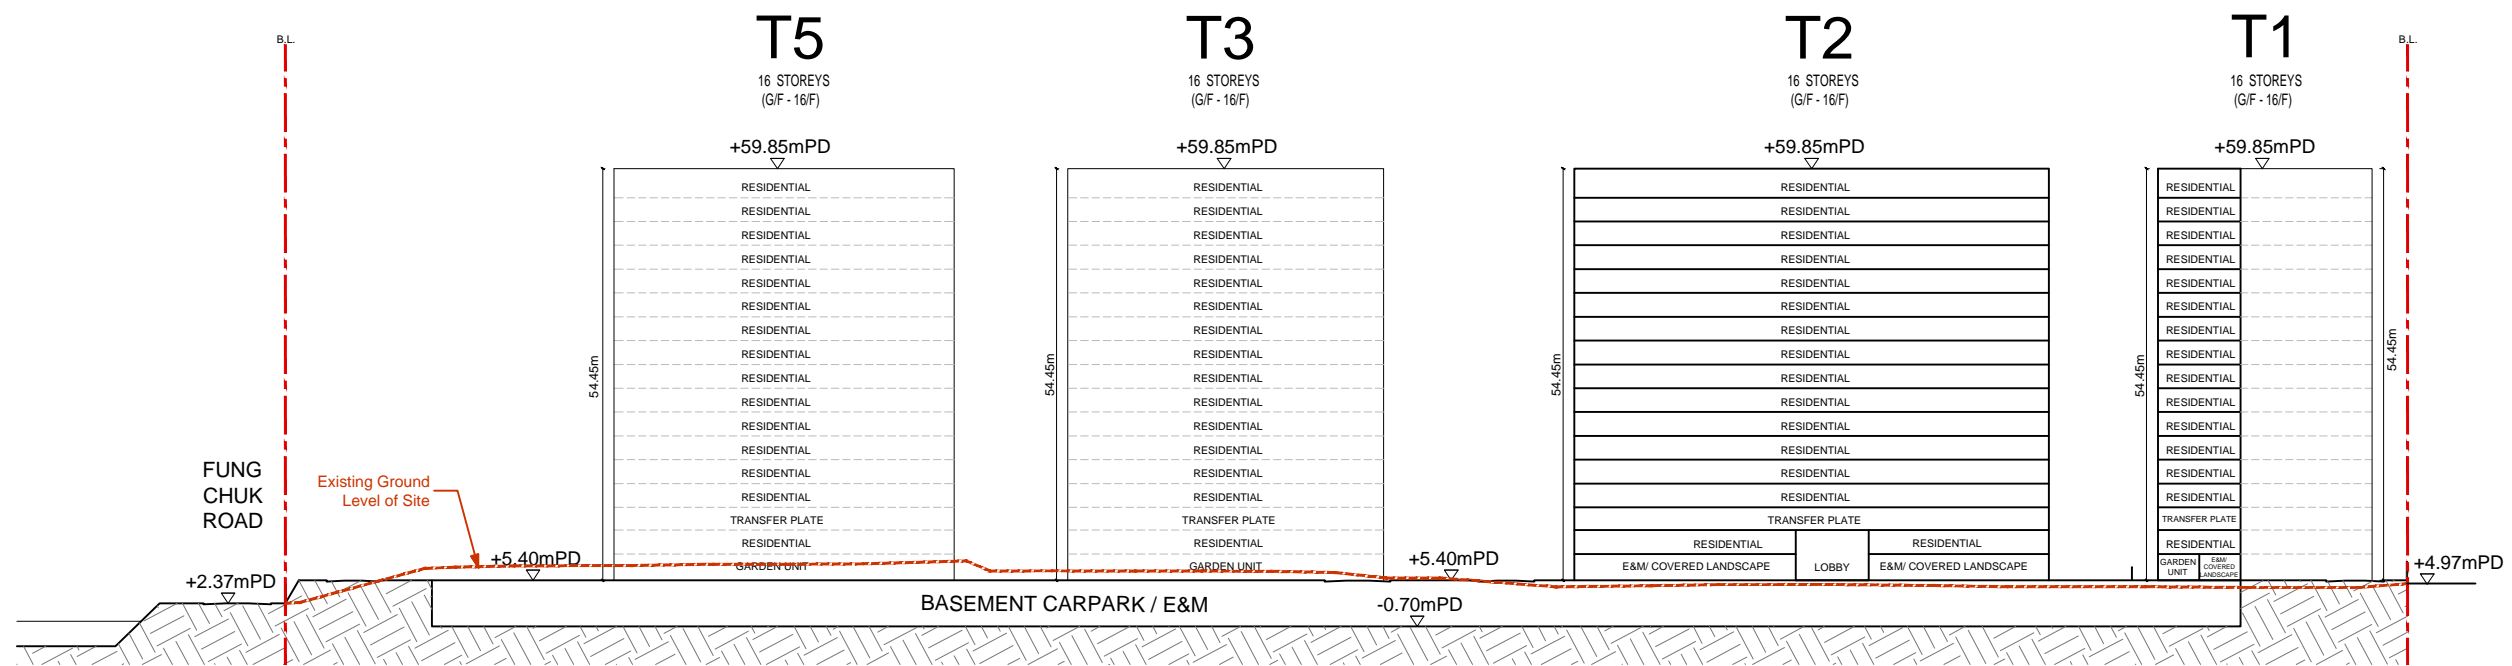 B.L.
T5
16 STOREYS
(G/F - 16/F)
T3
16 STOREYS
(G/F - 16/F)
T2
16 STOREYS
(G/F - 16/F)
T1
16 STOREYS
(G/F - 16/F)
B.L.
+59.85mPD
+59.85mPD
+59.85mPD
+59.85mPD
54.45m
RESIDENTIAL
RESIDENTIAL
RESIDENTIAL
RESIDENTIAL
RESIDENTIAL
RESIDENTIAL
RESIDENTIAL
RESIDENTIAL
RESIDENTIAL
RESIDENTIAL
RESIDENTIAL
RESIDENTIAL
RESIDENTIAL
RESIDENTIAL
TRANSFER PLATE
RESIDENTIAL
GARDEN UNIT
54.45m
RESIDENTIAL
RESIDENTIAL
RESIDENTIAL
RESIDENTIAL
RESIDENTIAL
RESIDENTIAL
RESIDENTIAL
RESIDENTIAL
RESIDENTIAL
RESIDENTIAL
RESIDENTIAL
RESIDENTIAL
RESIDENTIAL
RESIDENTIAL
TRANSFER PLATE
RESIDENTIAL
GARDEN UNIT
54.45m
RESIDENTIAL
RESIDENTIAL
RESIDENTIAL
RESIDENTIAL
RESIDENTIAL
RESIDENTIAL
RESIDENTIAL
RESIDENTIAL
RESIDENTIAL
RESIDENTIAL
RESIDENTIAL
RESIDENTIAL
RESIDENTIAL
RESIDENTIAL
TRANSFER PLATE
RESIDENTIAL
RESIDENTIAL
E&M/ COVERED LANDSCAPE
LOBBY
E&M/ COVERED LANDSCAPE
54.45m
RESIDENTIAL
RESIDENTIAL
RESIDENTIAL
RESIDENTIAL
RESIDENTIAL
RESIDENTIAL
RESIDENTIAL
RESIDENTIAL
RESIDENTIAL
RESIDENTIAL
RESIDENTIAL
RESIDENTIAL
RESIDENTIAL
RESIDENTIAL
TRANSFER PLATE
RESIDENTIAL
GARDEN
UNIT
E&M/
COVERED
LANDSCAPE
54.45m
FUNG
CHUK
ROAD
Existing Ground
Level of Site
+2.37mPD
+5.40mPD
+5.40mPD
+4.97mPD
BASEMENT CARPARK / E&M
-0.70mPD